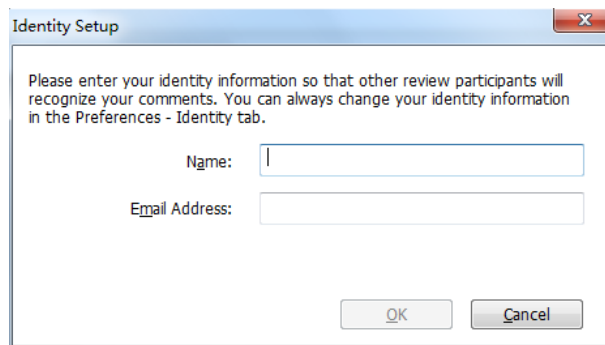 Identity Setup
Please enter your identity information so that other review participants will
recognize your comments. You can always change your identity information
in the Preferences - Identity tab.
Name:
Email Address:
OK
Cancel